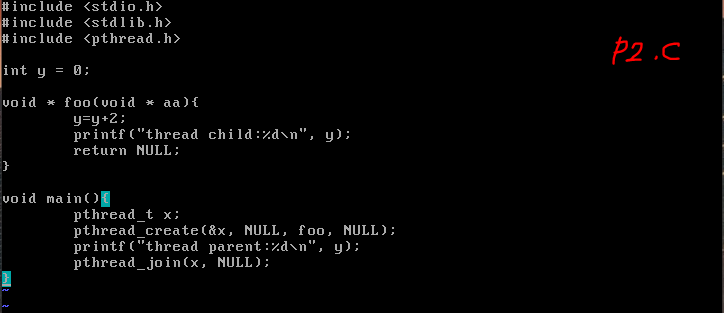 #include <stdio.h>
#include <stdlib.h>
#include <pthread.h>
P2.C
int y = 0;
void * foo(void * aa){
        y=y+2;
        printf("thread child:%d\n", y);
        return NULL;
}
void main(){
        pthread_t x;
        pthread_create(&x, NULL, foo, NULL);
        printf("thread parent:%d\n", y);
        pthread_join(x, NULL);
}
~
~